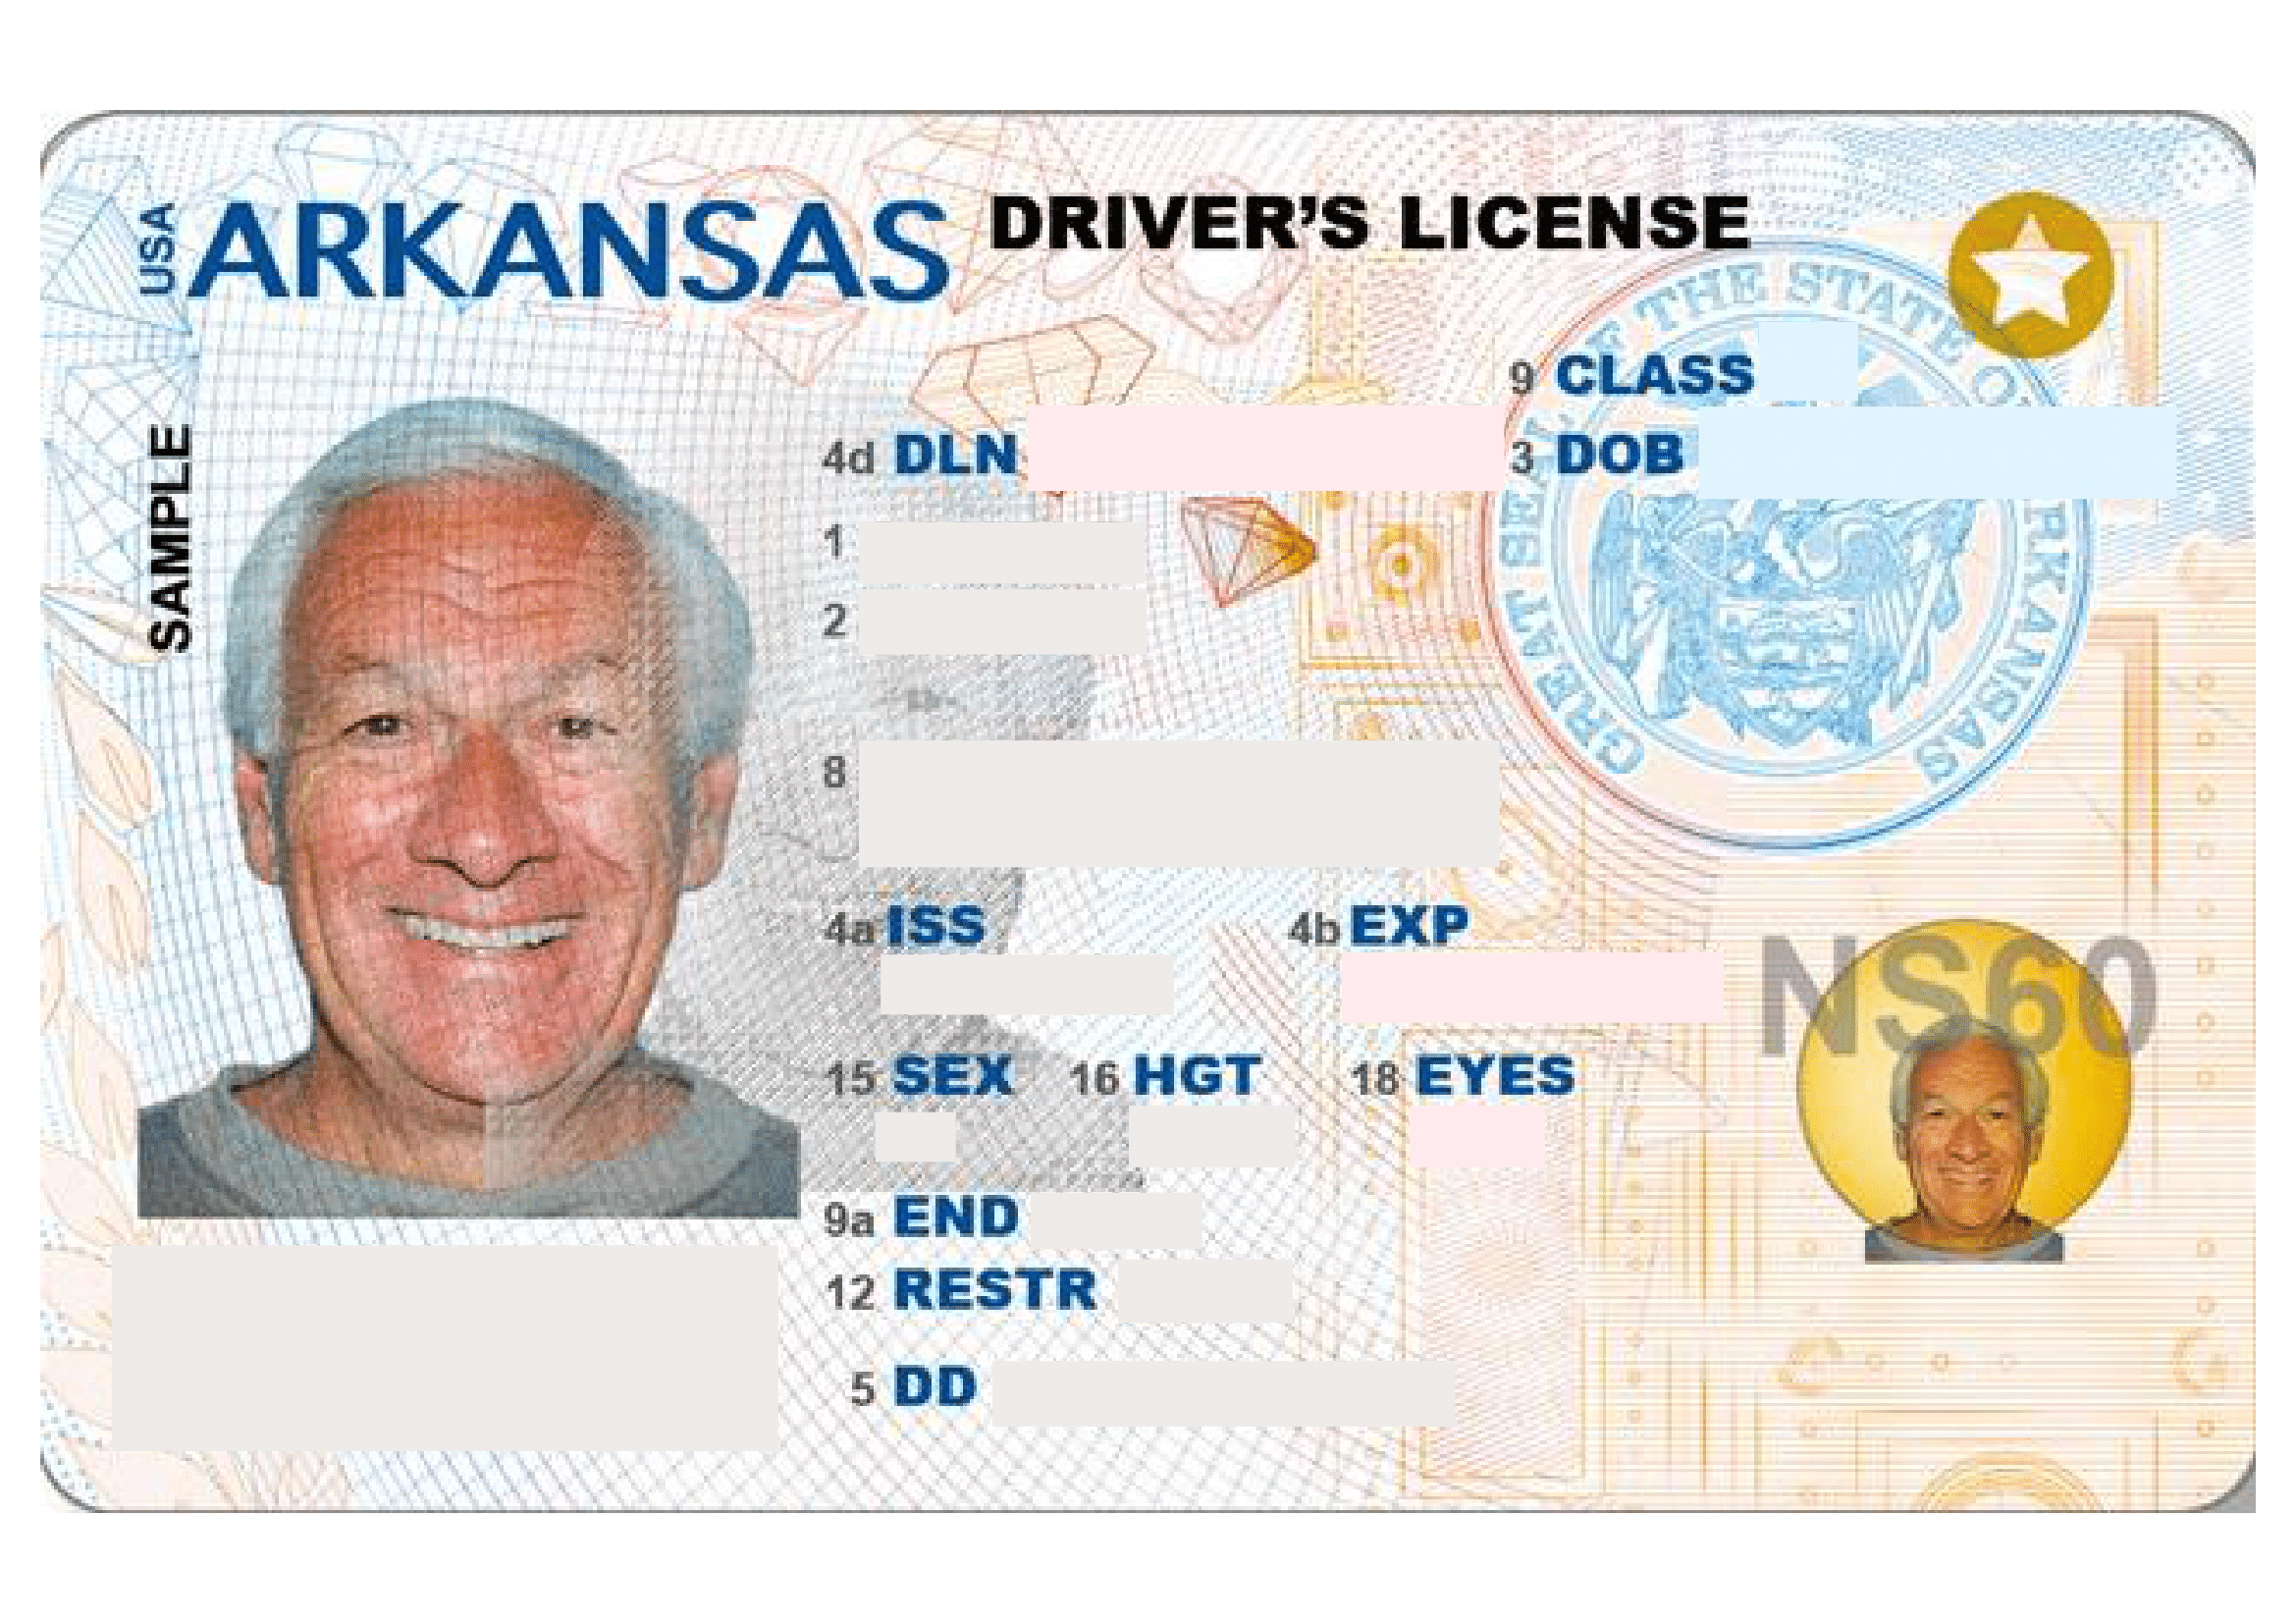 USA
ARKANSAS DRIVER'S LICENSE
SAMPLE
9 CLASS
4d DLN
3 DOB
1
2
8
GREAT SEAL OF THE STATE OF ARKANSAS
4a ISS
4b EXP
NS60
15 SEX 16 HGT 18 EYES
9a END
12 RESTR
5 DD